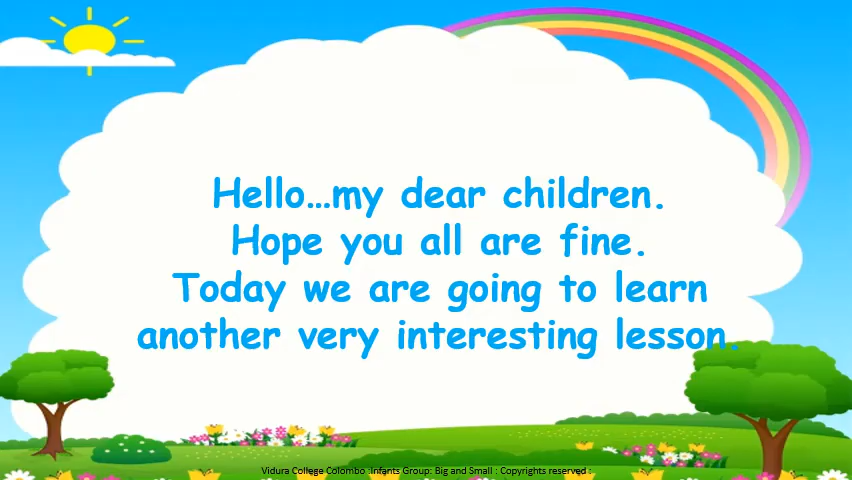 Hello...my dear children.
Hope you all are fine.
Today we are going to learn
another very interesting lesson.
Vidura College Colombo :Infants Group: Big and Small : Copyrights reserved :